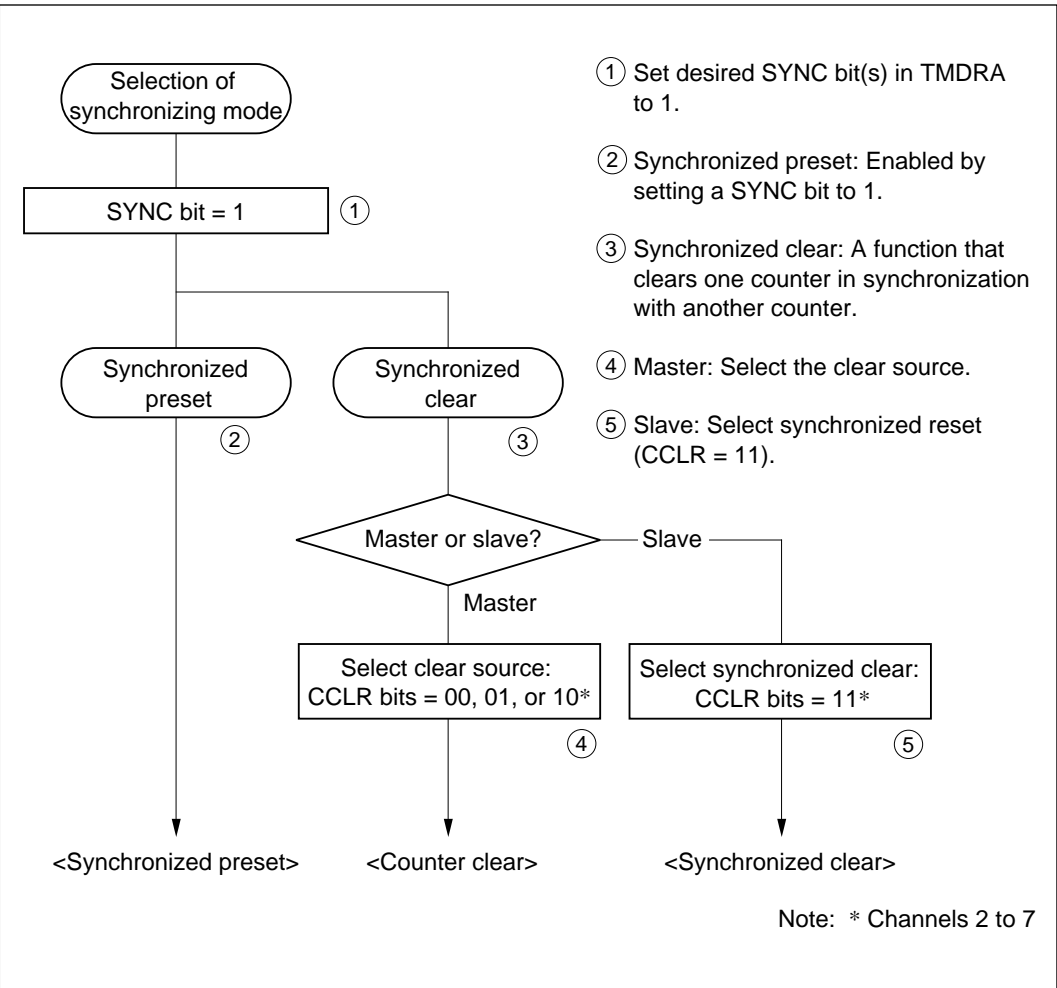 Selection of
synchronizing mode
SYNC bit = 1
①
Synchronized
preset
②
Synchronized
clear
③
Master or slave?
Slave
Master
Select clear source:
CCLR bits = 00, 01, or 10*
④
Select synchronized clear:
CCLR bits = 11*
⑤
<Synchronized preset>
<Counter clear>
<Synchronized clear>
① Set desired SYNC bit(s) in TMDRA
to 1.
② Synchronized preset: Enabled by
setting a SYNC bit to 1.
③ Synchronized clear: A function that
clears one counter in synchronization
with another counter.
④ Master: Select the clear source.
⑤ Slave: Select synchronized reset
(CCLR = 11).
Note: * Channels 2 to 7